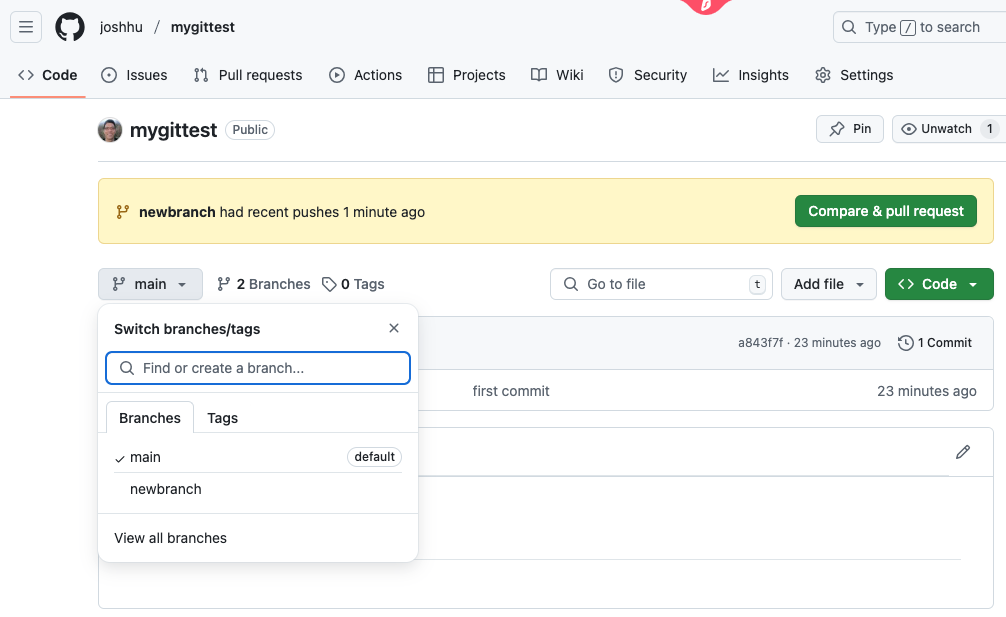 joshhu / mygittest
Type / to search
Code
Issues
Pull requests
Actions
Projects
Wiki
Security
Insights
Settings
mygittest Public
Pin
Unwatch 1
newbranch had recent pushes 1 minute ago
Compare & pull request
main
2 Branches
0 Tags
Go to file t
Add file
Code
Switch branches/tags
Find or create a branch...
Branches
Tags
main default
newbranch
View all branches
a843f7f · 23 minutes ago
1 Commit
first commit
23 minutes ago